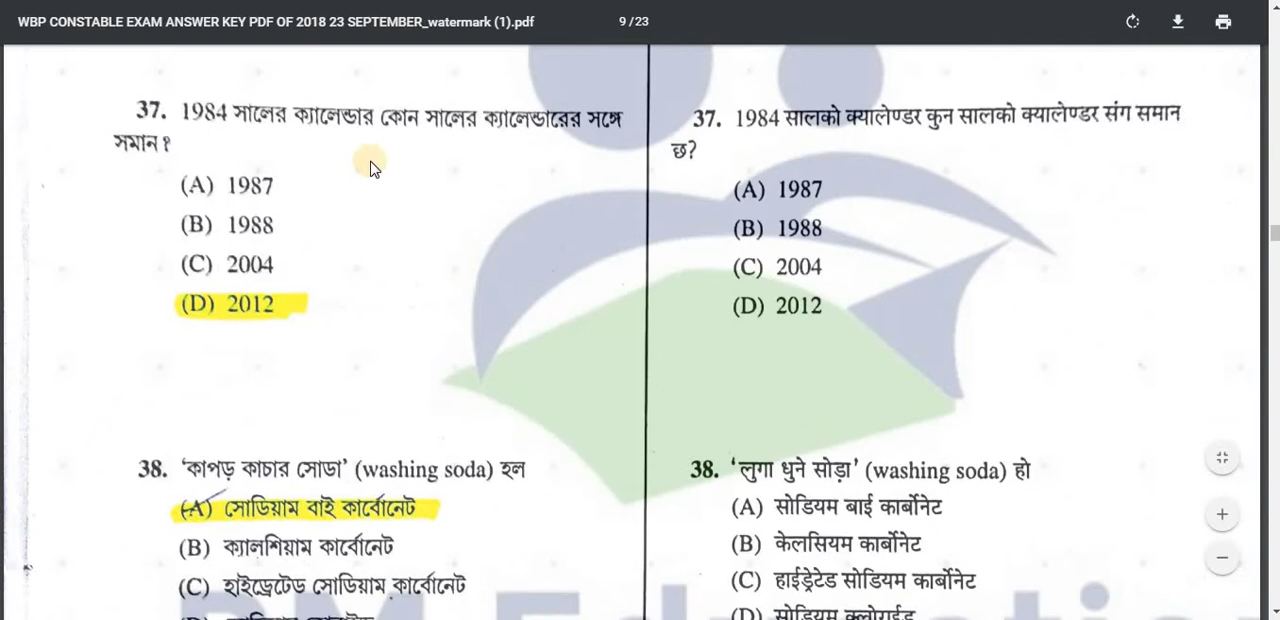 WBP CONSTABLE EXAM ANSWER KEY PDF OF 2018 23 SEPTEMBER_watermark (1).pdf
9 / 23
37. 1984 সালের ক্যালেন্ডার কোন সালের ক্যালেন্ডারের সঙ্গে
সমান?
(A) 1987
(B) 1988
(C) 2004
(D) 2012
38. ‘কাপড় কাচার সোডা’ (washing soda) হল
(A) সোডিয়াম বাই কার্বোনেট
(B) ক্যালশিয়াম কার্বোনেট
(C) হাইড্রেটেড সোডিয়াম কার্বোনেট
37. 1984 सालको क्यालेण्डर कुन सालको क्यालेण्डर संग समान
छ?
(A) 1987
(B) 1988
(C) 2004
(D) 2012
38. ‘लुगा धुने सोड़ा’ (washing soda) हो
(A) सोडियम बाई कार्बोनेट
(B) केलसियम कार्बोनेट
(C) हाईड्रेटेड सोडियम कार्बोनेट
(D) सोडियम क्लोराईड